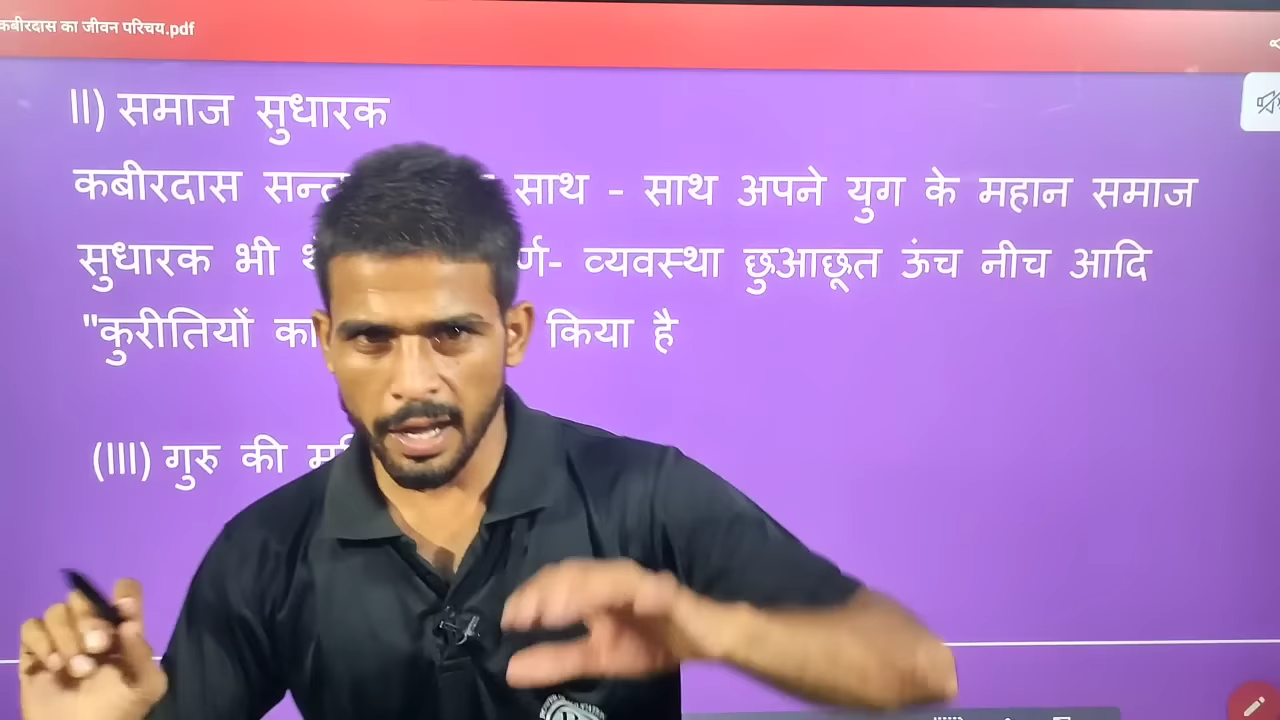 कबीरदास का जीवन परिचय.pdf
II) समाज सुधारक
कबीरदास साथ - साथ अपने युग के महान समाज
सुधारक भी व्यवस्था छुआछूत ऊंच नीच आदि
"कुरीतियों किया है
(III) गुरु की